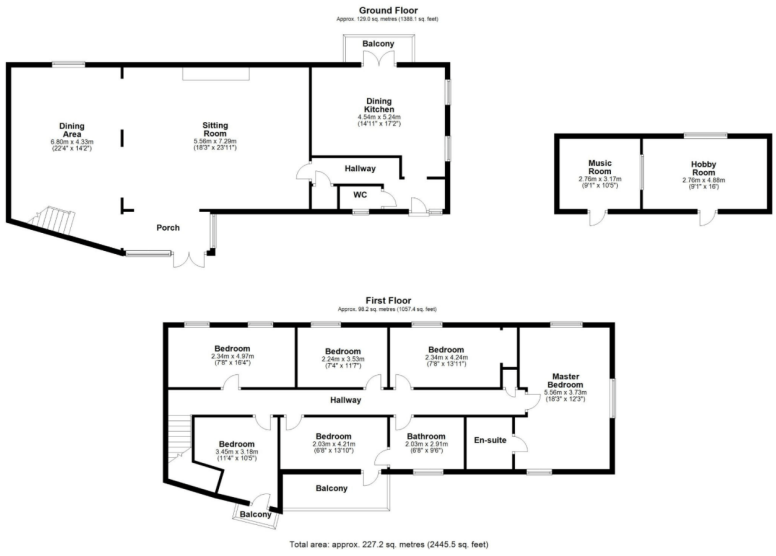 Ground Floor
Approx. 129.0 sq. metres (1388.1 sq. feet)
Balcony
Dining
Area
6.80m x 4.33m
(22'4" x 14'2")
Sitting
Room
5.56m x 7.29m
(18'3" x 23'11")
Dining
Kitchen
4.54m x 5.24m
(14'11" x 17'2")
Hallway
WC
Porch
Music
Room
2.76m x 3.17m
(9'1" x 10'5")
Hobby
Room
2.76m x 4.88m
(9'1" x 16')
First Floor
Approx. 98.2 sq. metres (1057.4 sq. feet)
Bedroom
2.34m x 4.97m
(7'8" x 16'4")
Bedroom
2.24m x 3.53m
(7'4" x 11'7")
Bedroom
2.34m x 4.24m
(7'8" x 13'11")
Master
Bedroom
5.56m x 3.73m
(18'3" x 12'3")
Hallway
Bedroom
3.45m x 3.18m
(11'4" x 10'5")
Bedroom
2.03m x 4.21m
(6'8" x 13'10")
Bathroom
2.03m x 2.91m
(6'8" x 9'6")
En-suite
Balcony
Balcony
Total area: approx. 227.2 sq. metres (2445.5 sq. feet)